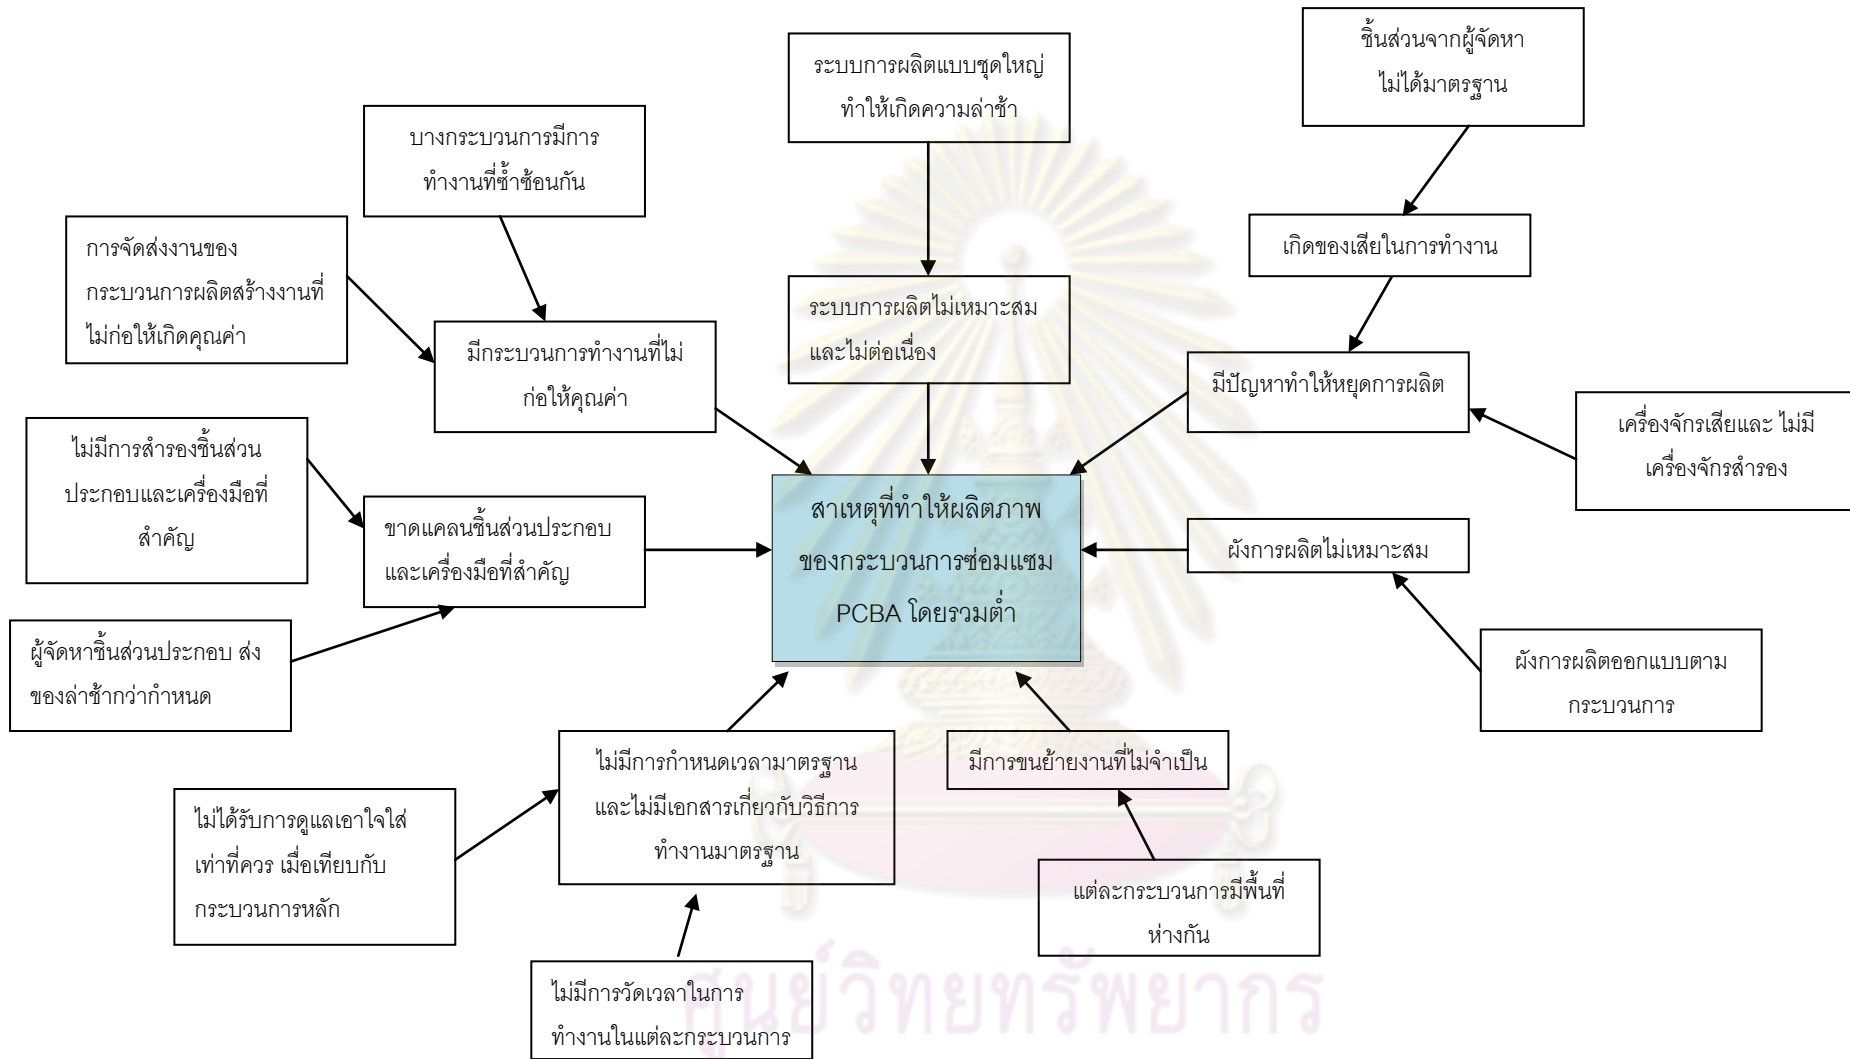 ชิ้นส่วนจากผู้จัดหา
ไม่ได้มาตรฐาน
ระบบการผลิตแบบชุดใหญ่
ทำให้เกิดความล่าช้า
บางกระบวนการมีการ
ทำงานที่ซ้ำซ้อนกัน
การจัดส่งงานของ
กระบวนการผลิตสร้างงานที่
ไม่ก่อให้เกิดคุณค่า
เกิดของเสียในการทำงาน
ระบบการผลิตไม่เหมาะสม
และไม่ต่อเนื่อง
มีกระบวนการทำงานที่ไม่
ก่อให้คุณค่า
มีปัญหาทำให้หยุดการผลิต
เครื่องจักรเสียและ ไม่มี
เครื่องจักรสำรอง
ไม่มีการสำรองชิ้นส่วน
ประกอบและเครื่องมือที่
สำคัญ
ขาดแคลนชิ้นส่วนประกอบ
และเครื่องมือที่สำคัญ
สาเหตุที่ทำให้ผลิตภาพ
ของกระบวนการซ่อมแซม
PCBA โดยรวมต่ำ
ผังการผลิตไม่เหมาะสม
ผู้จัดหาชิ้นส่วนประกอบ ส่ง
ของล่าช้ากว่ากำหนด
ผังการผลิตออกแบบตาม
กระบวนการ
ไม่มีการกำหนดเวลามาตรฐาน
และไม่มีเอกสารเกี่ยวกับวิธีการ
ทำงานมาตรฐาน
มีการขนย้ายงานที่ไม่จำเป็น
ไม่ได้รับการดูแลเอาใจใส่
เท่าที่ควร เมื่อเทียบกับ
กระบวนการหลัก
แต่ละกระบวนการมีพื้นที่
ห่างกัน
ไม่มีการวัดเวลาในการ
ทำงานในแต่ละกระบวนการ
ศูนย์วิทยทรัพยากร